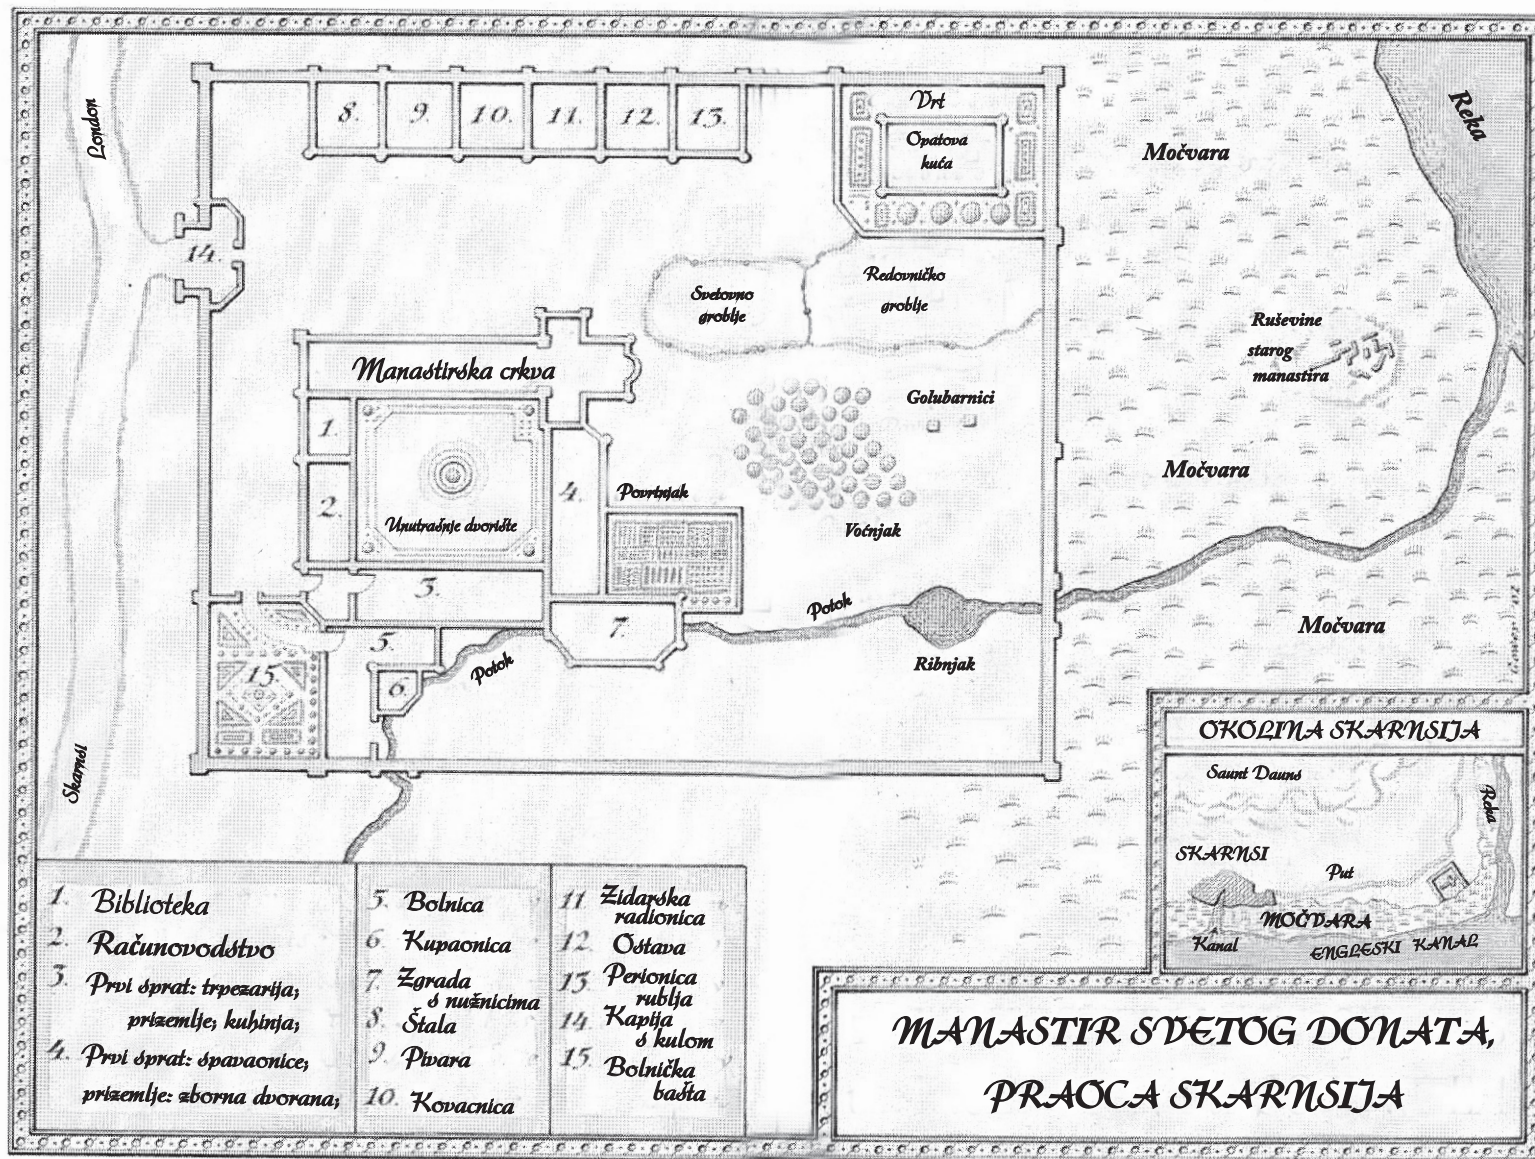 London
8.
9.
10.
11.
12.
13.
Vrt
Opatova
kuća
Močvara
Reka
14.
Svetovno
groblje
Redovničko
groblje
Ruševine
starog
manastira
Manastirska crkva
Golubarnici
1.
2.
Unutrašnje dvorište
4.
Povrtnjak
Voćnjak
Močvara
3.
Potok
7.
Ribnjak
Močvara
5.
Potok
6.
15.
Skarnsi
OKOLINA SKARNSIJA
Saunt Dauns
Reka
SKARNSI
Put
MOČVARA
Kanal
ENGLESKI KANAL
1. Biblioteka
2. Računovodstvo
3. Prvi sprat: trpezarija;
prizemlje; kuhinja;
4. Prvi sprat: spavaonice;
prizemlje: zborna dvorana;
5. Bolnica
6. Kupaonica
7. Zgrada
s nužnicima
8. Štala
9. Pivara
10. Kovacnica
11. Zidarska
radionica
12. Ostava
13. Perionica
rublja
14. Kapija
s kulom
15. Bolnička
bašta
MANASTIR SVETOG DONATA,
PRAOCA SKARNSIJA